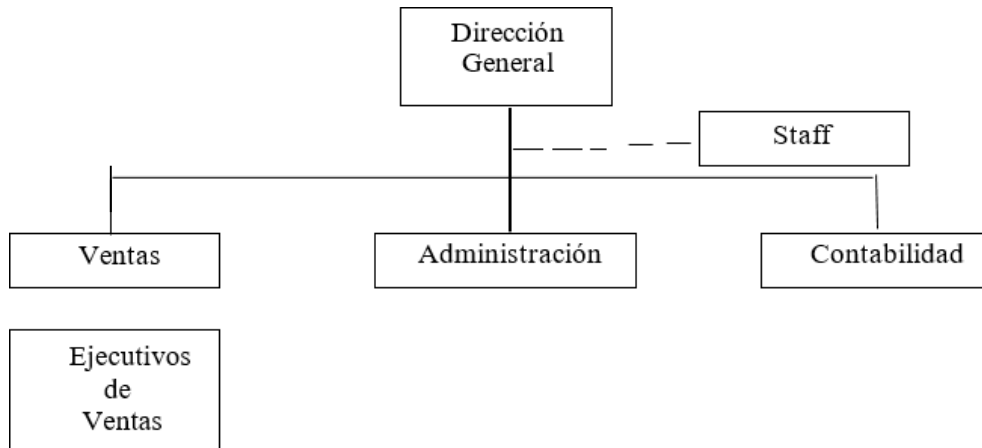 Dirección
General
Staff
Ventas
Administración
Contabilidad
Ejecutivos
de
Ventas